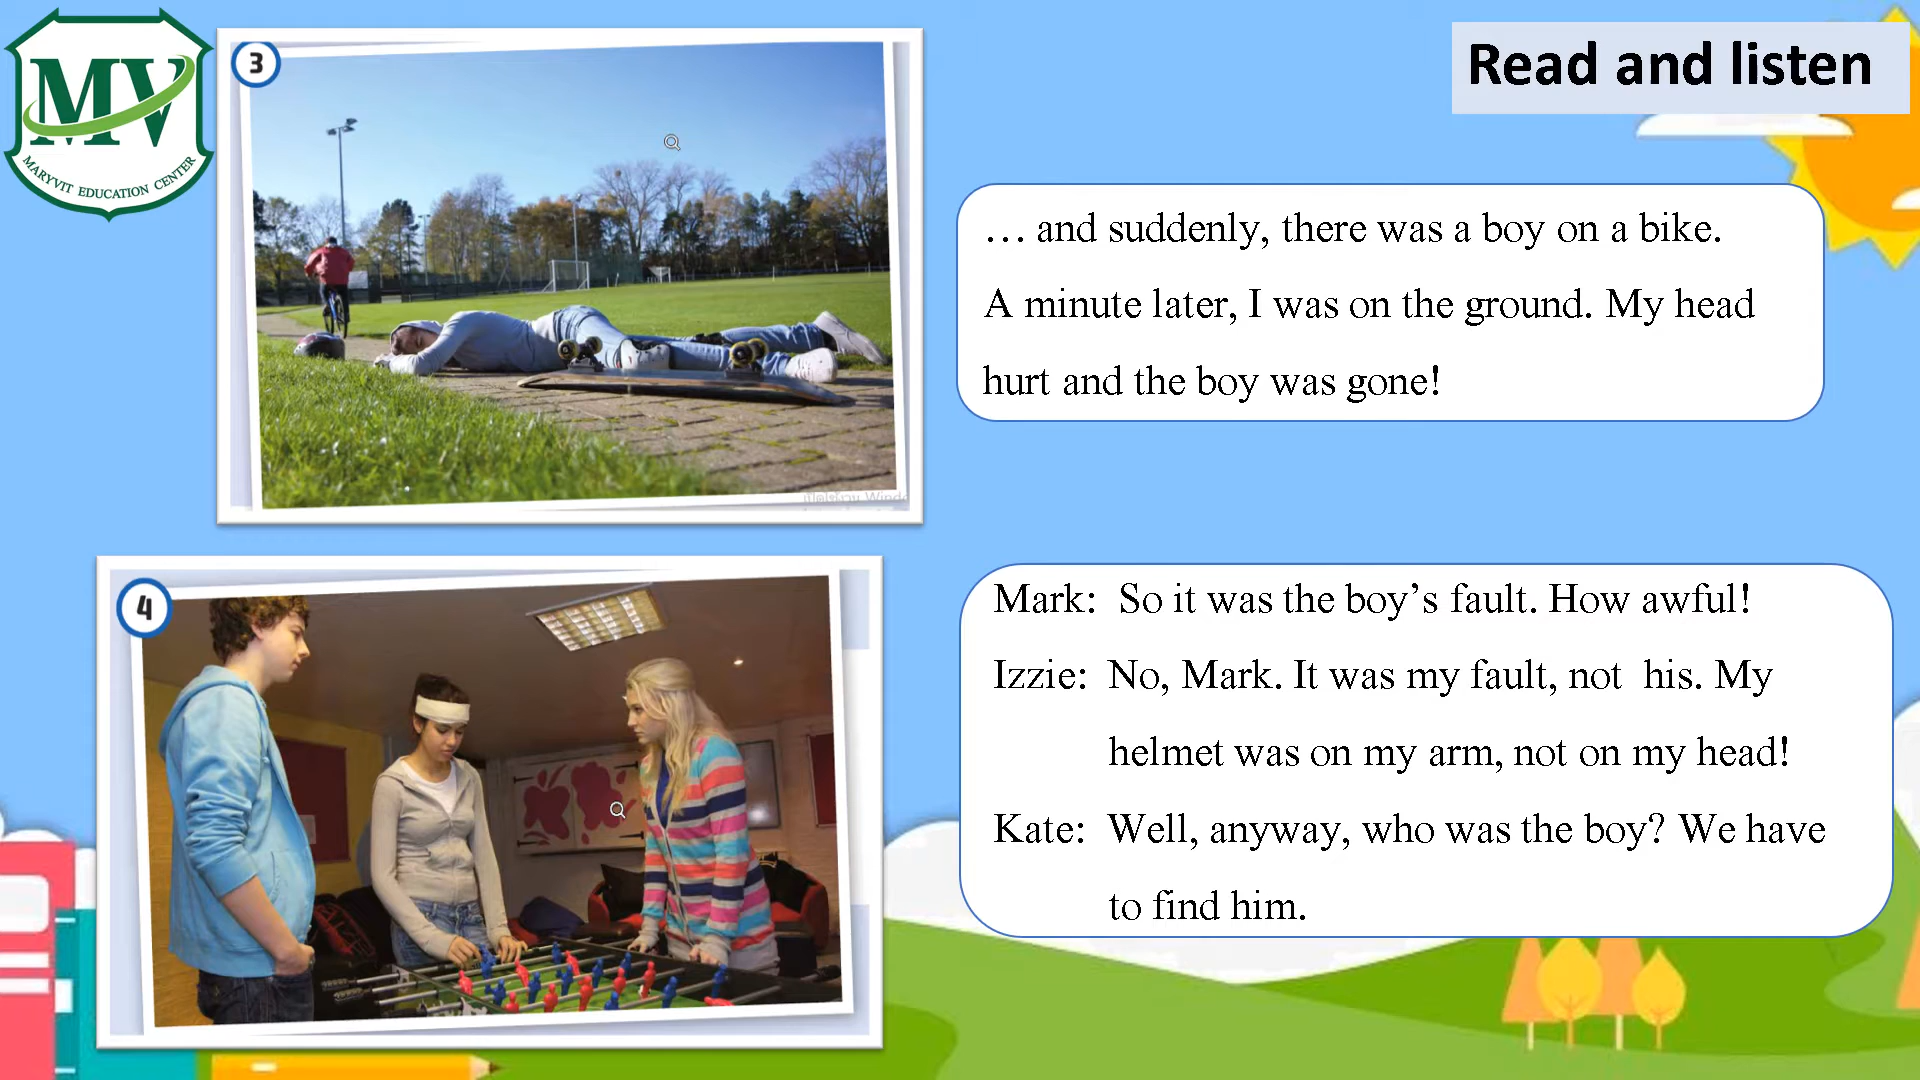 MV
MARYVIT EDUCATION CENTER
3
Read and listen
… and suddenly, there was a boy on a bike.
A minute later, I was on the ground. My head
hurt and the boy was gone!
4
Mark: So it was the boy’s fault. How awful!
Izzie: No, Mark. It was my fault, not his. My
helmet was on my arm, not on my head!
Kate: Well, anyway, who was the boy? We have
to find him.